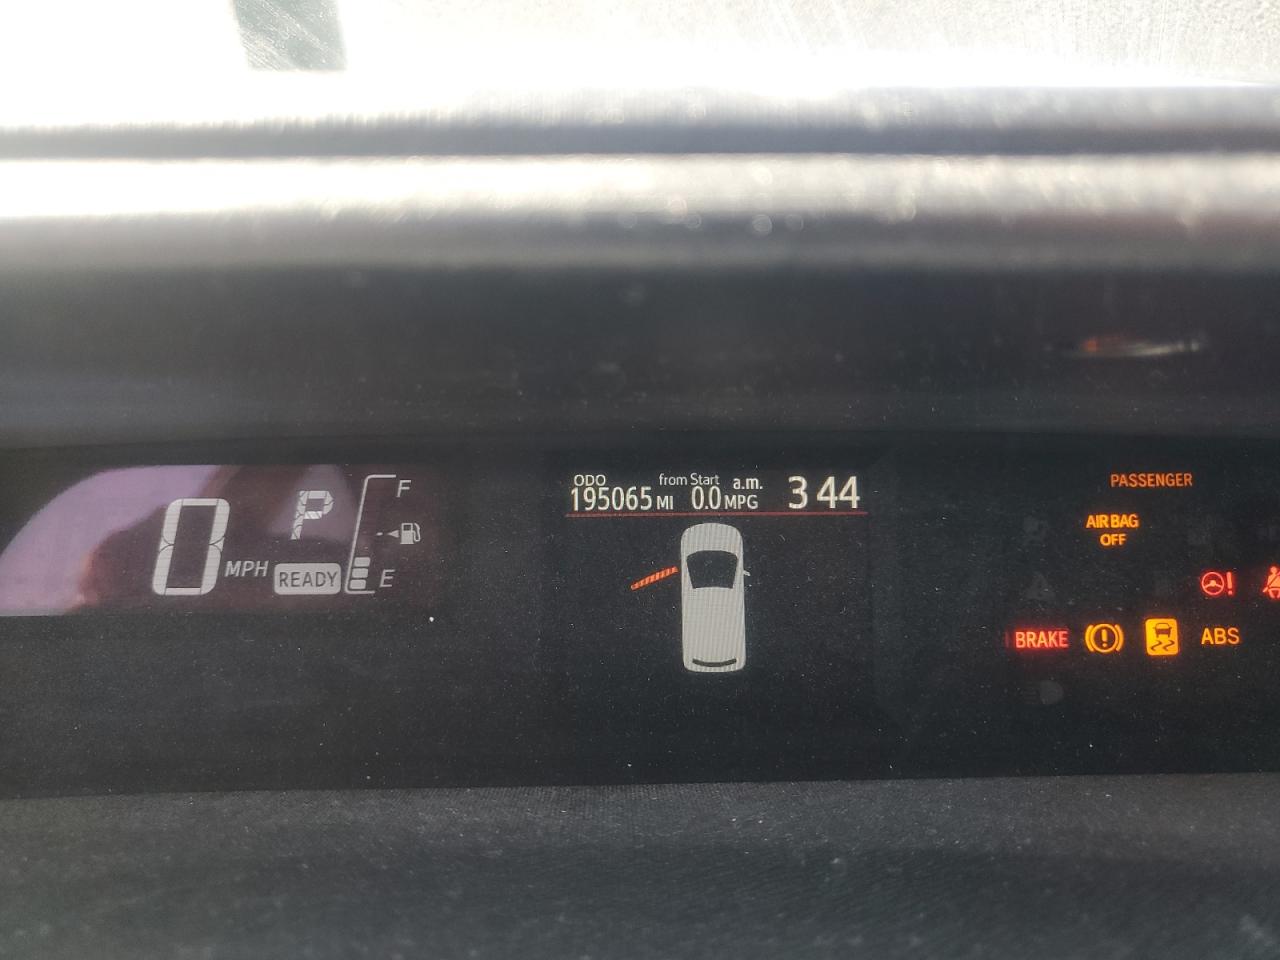 0 MPH
P
READY
F
E
ODO
195065 MI
from Start
0.0 MPG
a.m. 3 44
PASSENGER
AIR BAG
OFF
BRAKE
ABS